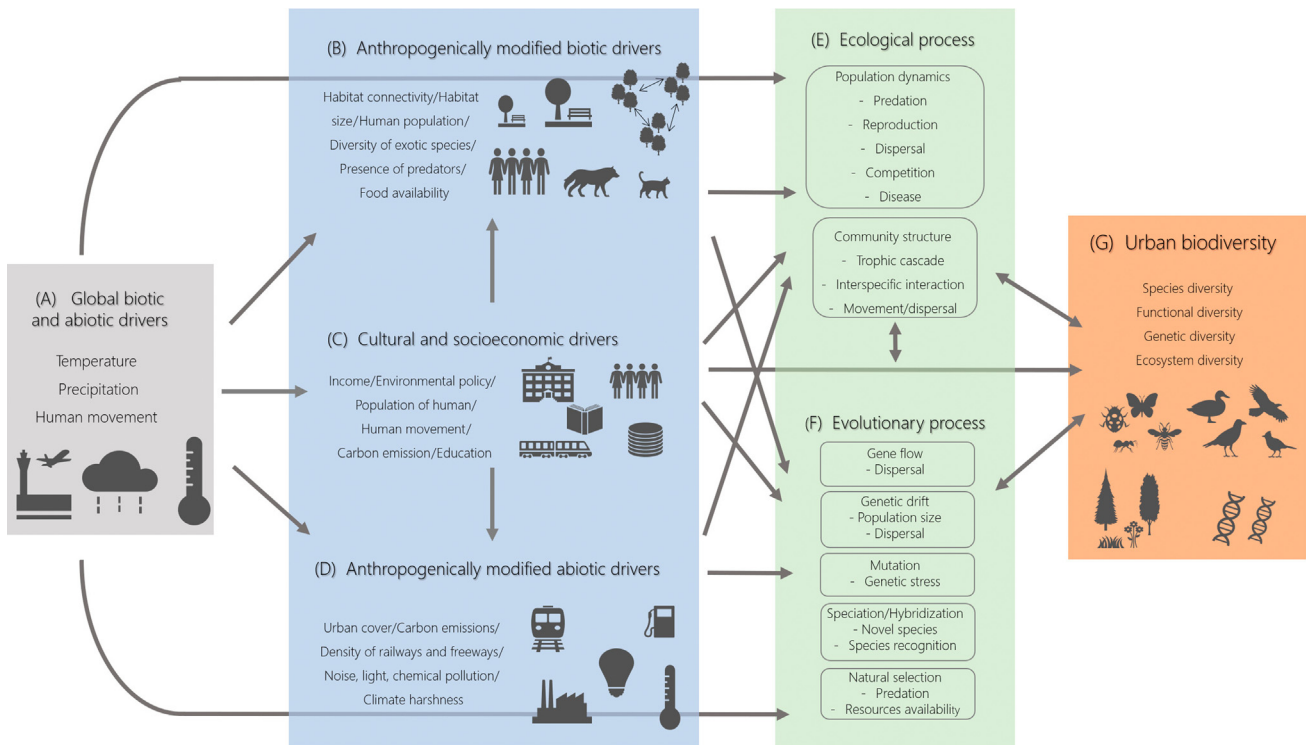 (A) Global biotic
and abiotic drivers
Temperature
Precipitation
Human movement
(B) Anthropogenically modified biotic drivers
Habitat connectivity/Habitat
size/Human population/
Diversity of exotic species/
Presence of predators/
Food availability
(C) Cultural and socioeconomic drivers
Income/Environmental policy/
Population of human/
Human movement/
Carbon emission/Education
(D) Anthropogenically modified abiotic drivers
Urban cover/Carbon emissions/
Density of railways and freeways/
Noise, light, chemical pollution/
Climate harshness
(E) Ecological process
Population dynamics
- Predation
- Reproduction
- Dispersal
- Competition
- Disease
Community structure
- Trophic cascade
- Interspecific interaction
- Movement/dispersal
(F) Evolutionary process
Gene flow
- Dispersal
Genetic drift
- Population size
- Dispersal
Mutation
- Genetic stress
Speciation/Hybridization
- Novel species
- Species recognition
Natural selection
- Predation
- Resources availability
(G) Urban biodiversity
Species diversity
Functional diversity
Genetic diversity
Ecosystem diversity